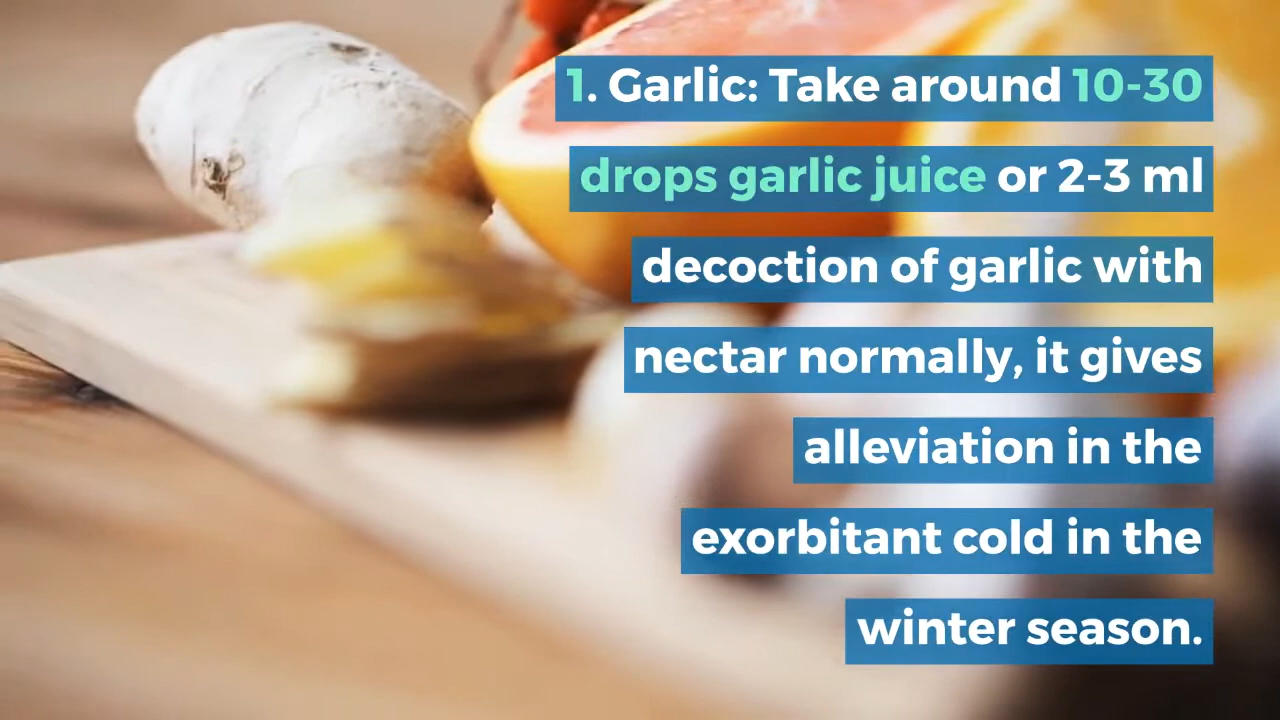 1. Garlic: Take around 10-30
drops garlic juice or 2-3 ml
decoction of garlic with
nectar normally, it gives
alleviation in the
exorbitant cold in the
winter season.